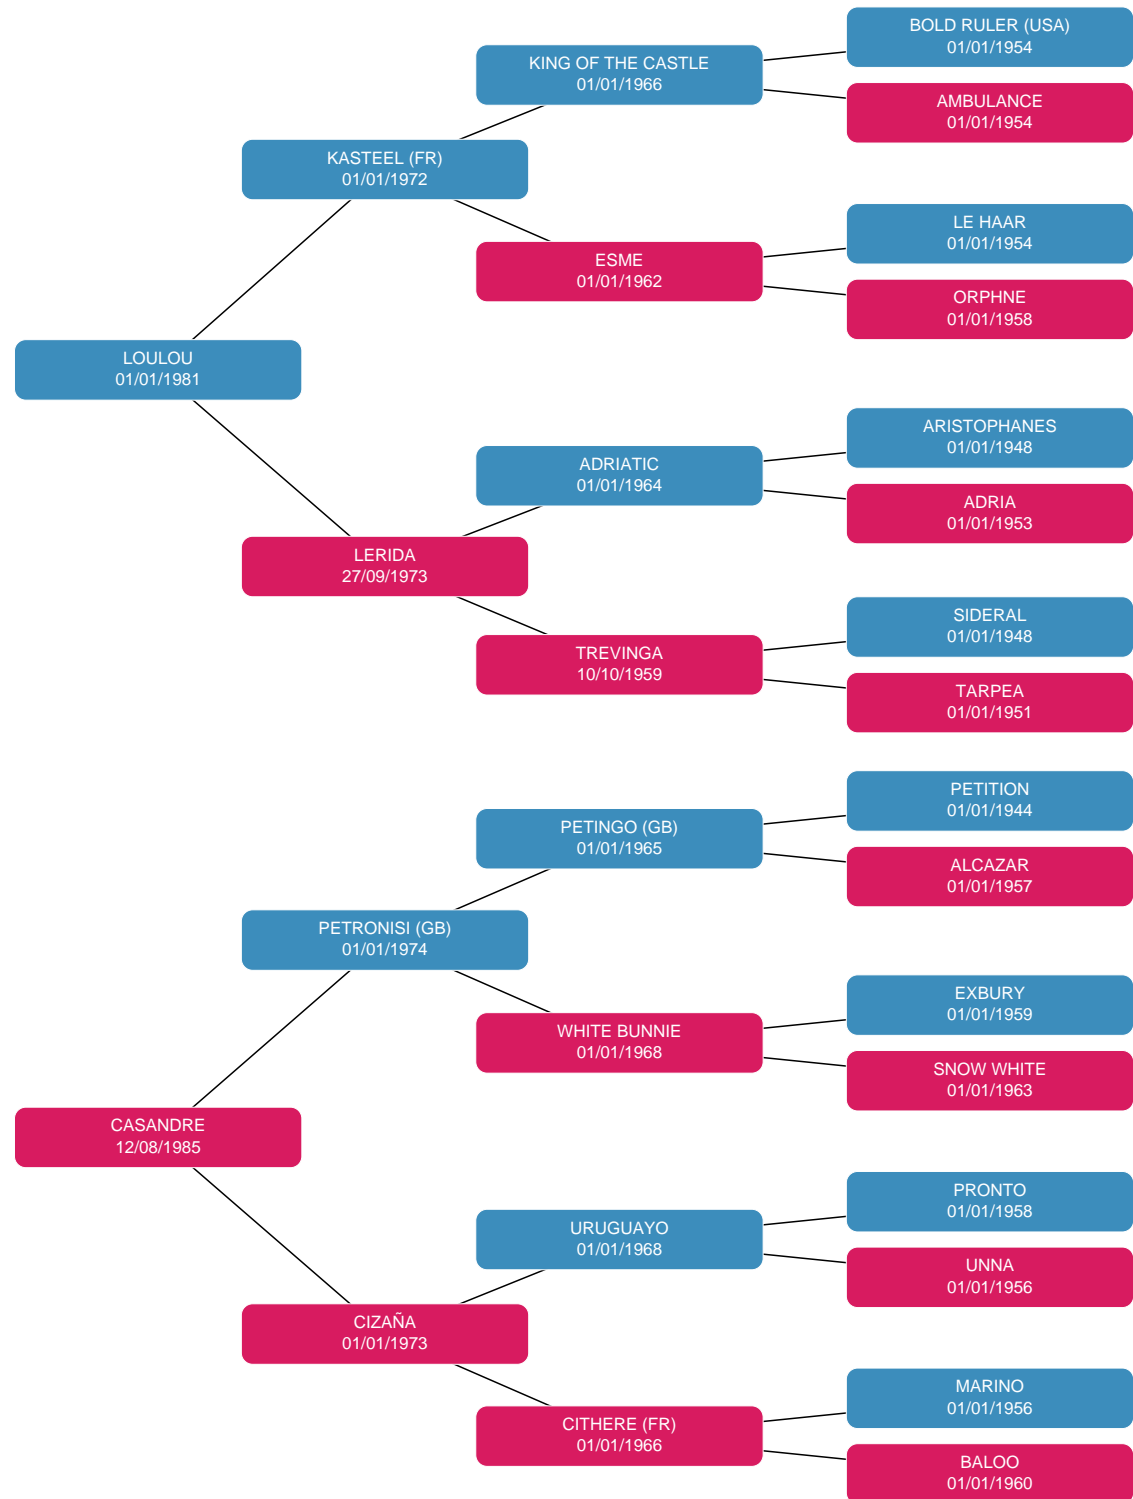 BOLD RULER (USA)
01/01/1954
KING OF THE CASTLE
01/01/1966
AMBULANCE
01/01/1954
KASTEEL (FR)
01/01/1972
LE HAAR
01/01/1954
ESME
01/01/1962
ORPHNE
01/01/1958
LOULOU
01/01/1981
ARISTOPHANES
01/01/1948
ADRIATIC
01/01/1964
ADRIA
01/01/1953
LERIDA
27/09/1973
SIDERAL
01/01/1948
TREVINGA
10/10/1959
TARPEA
01/01/1951
PETITION
01/01/1944
PETINGO (GB)
01/01/1965
ALCAZAR
01/01/1957
PETRONISI (GB)
01/01/1974
EXBURY
01/01/1959
WHITE BUNNIE
01/01/1968
SNOW WHITE
01/01/1963
CASANDRE
12/08/1985
PRONTO
01/01/1958
URUGUAYO
01/01/1968
UNNA
01/01/1956
CIZAÑA
01/01/1973
MARINO
01/01/1956
CITHERE (FR)
01/01/1966
BALOO
01/01/1960